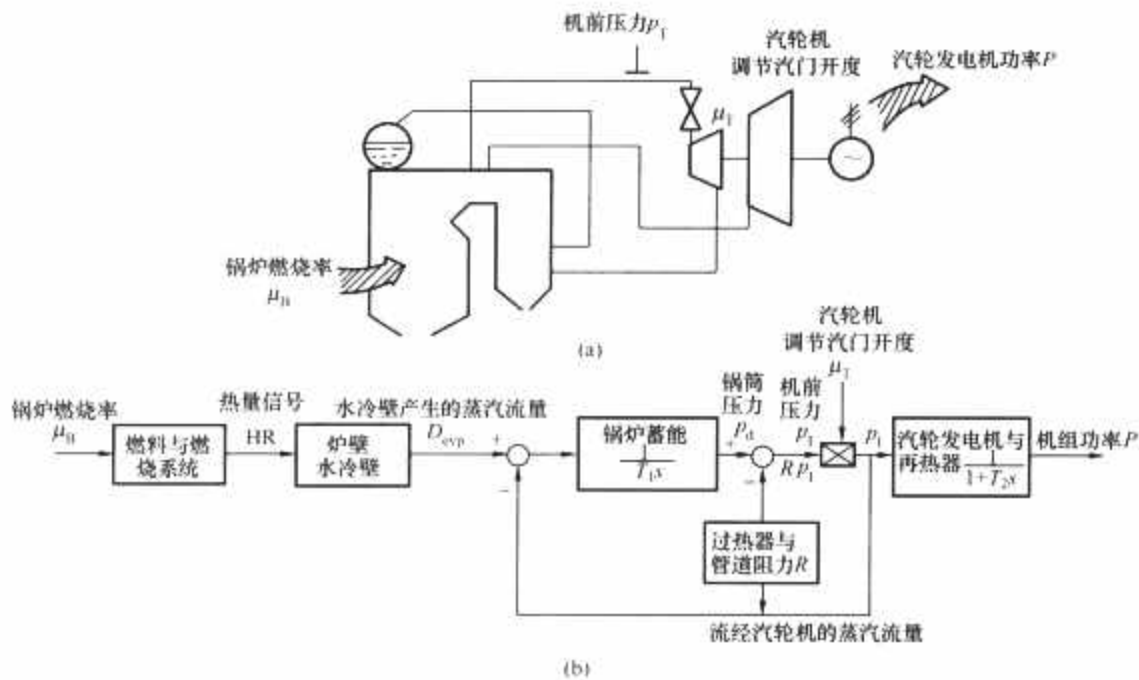 机前压力p_T
汽轮机
调节汽门开度
汽轮发电机功率P
μ_T
~
锅炉燃烧率
μ_B
(a)
汽轮机
调节汽门开度
μ_T
锅炉燃烧率
μ_B
燃料与燃
烧系统
热量信号
HR
炉壁
水冷壁
水冷壁产生的蒸汽流量
D_evp
+
−
锅炉蓄能
1
T_1s
锅筒
压力
p_d
+
−
机前
压力
p_T
Rp_1
p_1
过热器与
管道阻力R
汽轮发电机与
再热器 1
1+T_2s
机组功率P
流经汽轮机的蒸汽流量
(b)